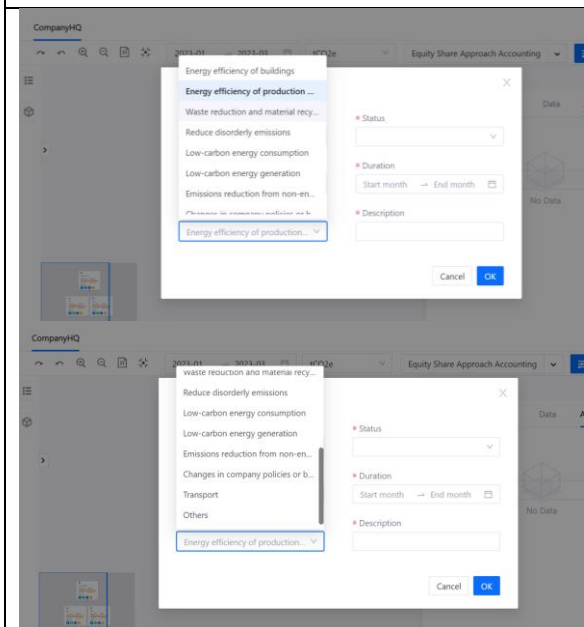 CompanyHQ
2023-01 → 2023-03 tCO2e Equity Share Approach Accounting
Energy efficiency of buildings
Energy efficiency of production ...
Waste reduction and material recy...
Reduce disorderly emissions
Low-carbon energy consumption
Low-carbon energy generation
Emissions reduction from non-en...
Changes in company policies or b...
Energy efficiency of production...
* Status
* Duration
Start month → End month
* Description
Cancel OK
Data
No Data
CompanyHQ
2023-01 → 2023-03 tCO2e Equity Share Approach Accounting
Waste reduction and material recy...
Reduce disorderly emissions
Low-carbon energy consumption
Low-carbon energy generation
Emissions reduction from non-en...
Changes in company policies or b...
Transport
Others
Energy efficiency of production...
* Status
* Duration
Start month → End month
* Description
Cancel OK
Data
No Data